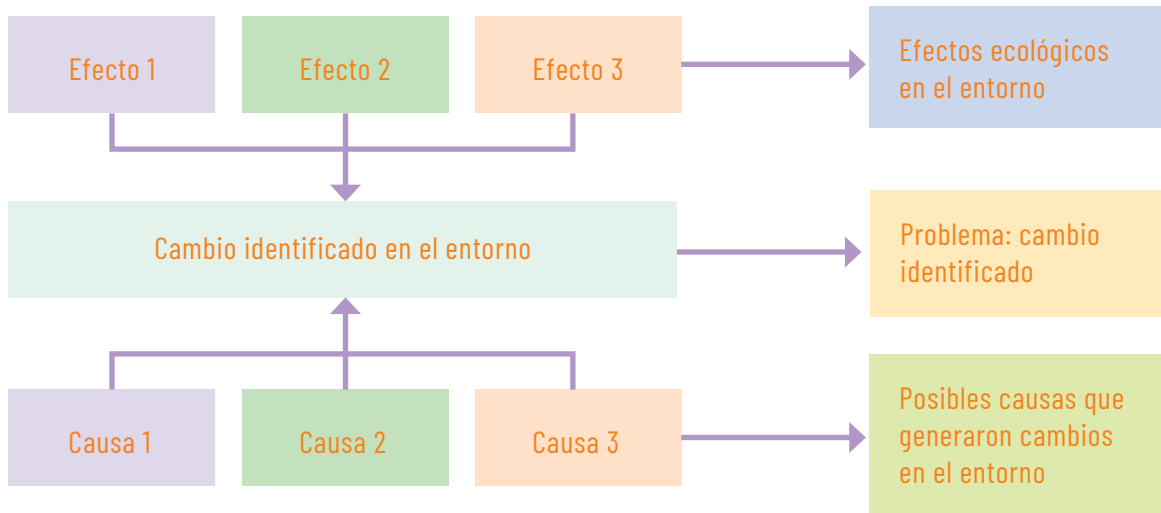 Efecto 1
Efecto 2
Efecto 3
Efectos ecológicos
en el entorno
Cambio identificado en el entorno
Problema: cambio
identificado
Causa 1
Causa 2
Causa 3
Posibles causas que
generaron cambios
en el entorno